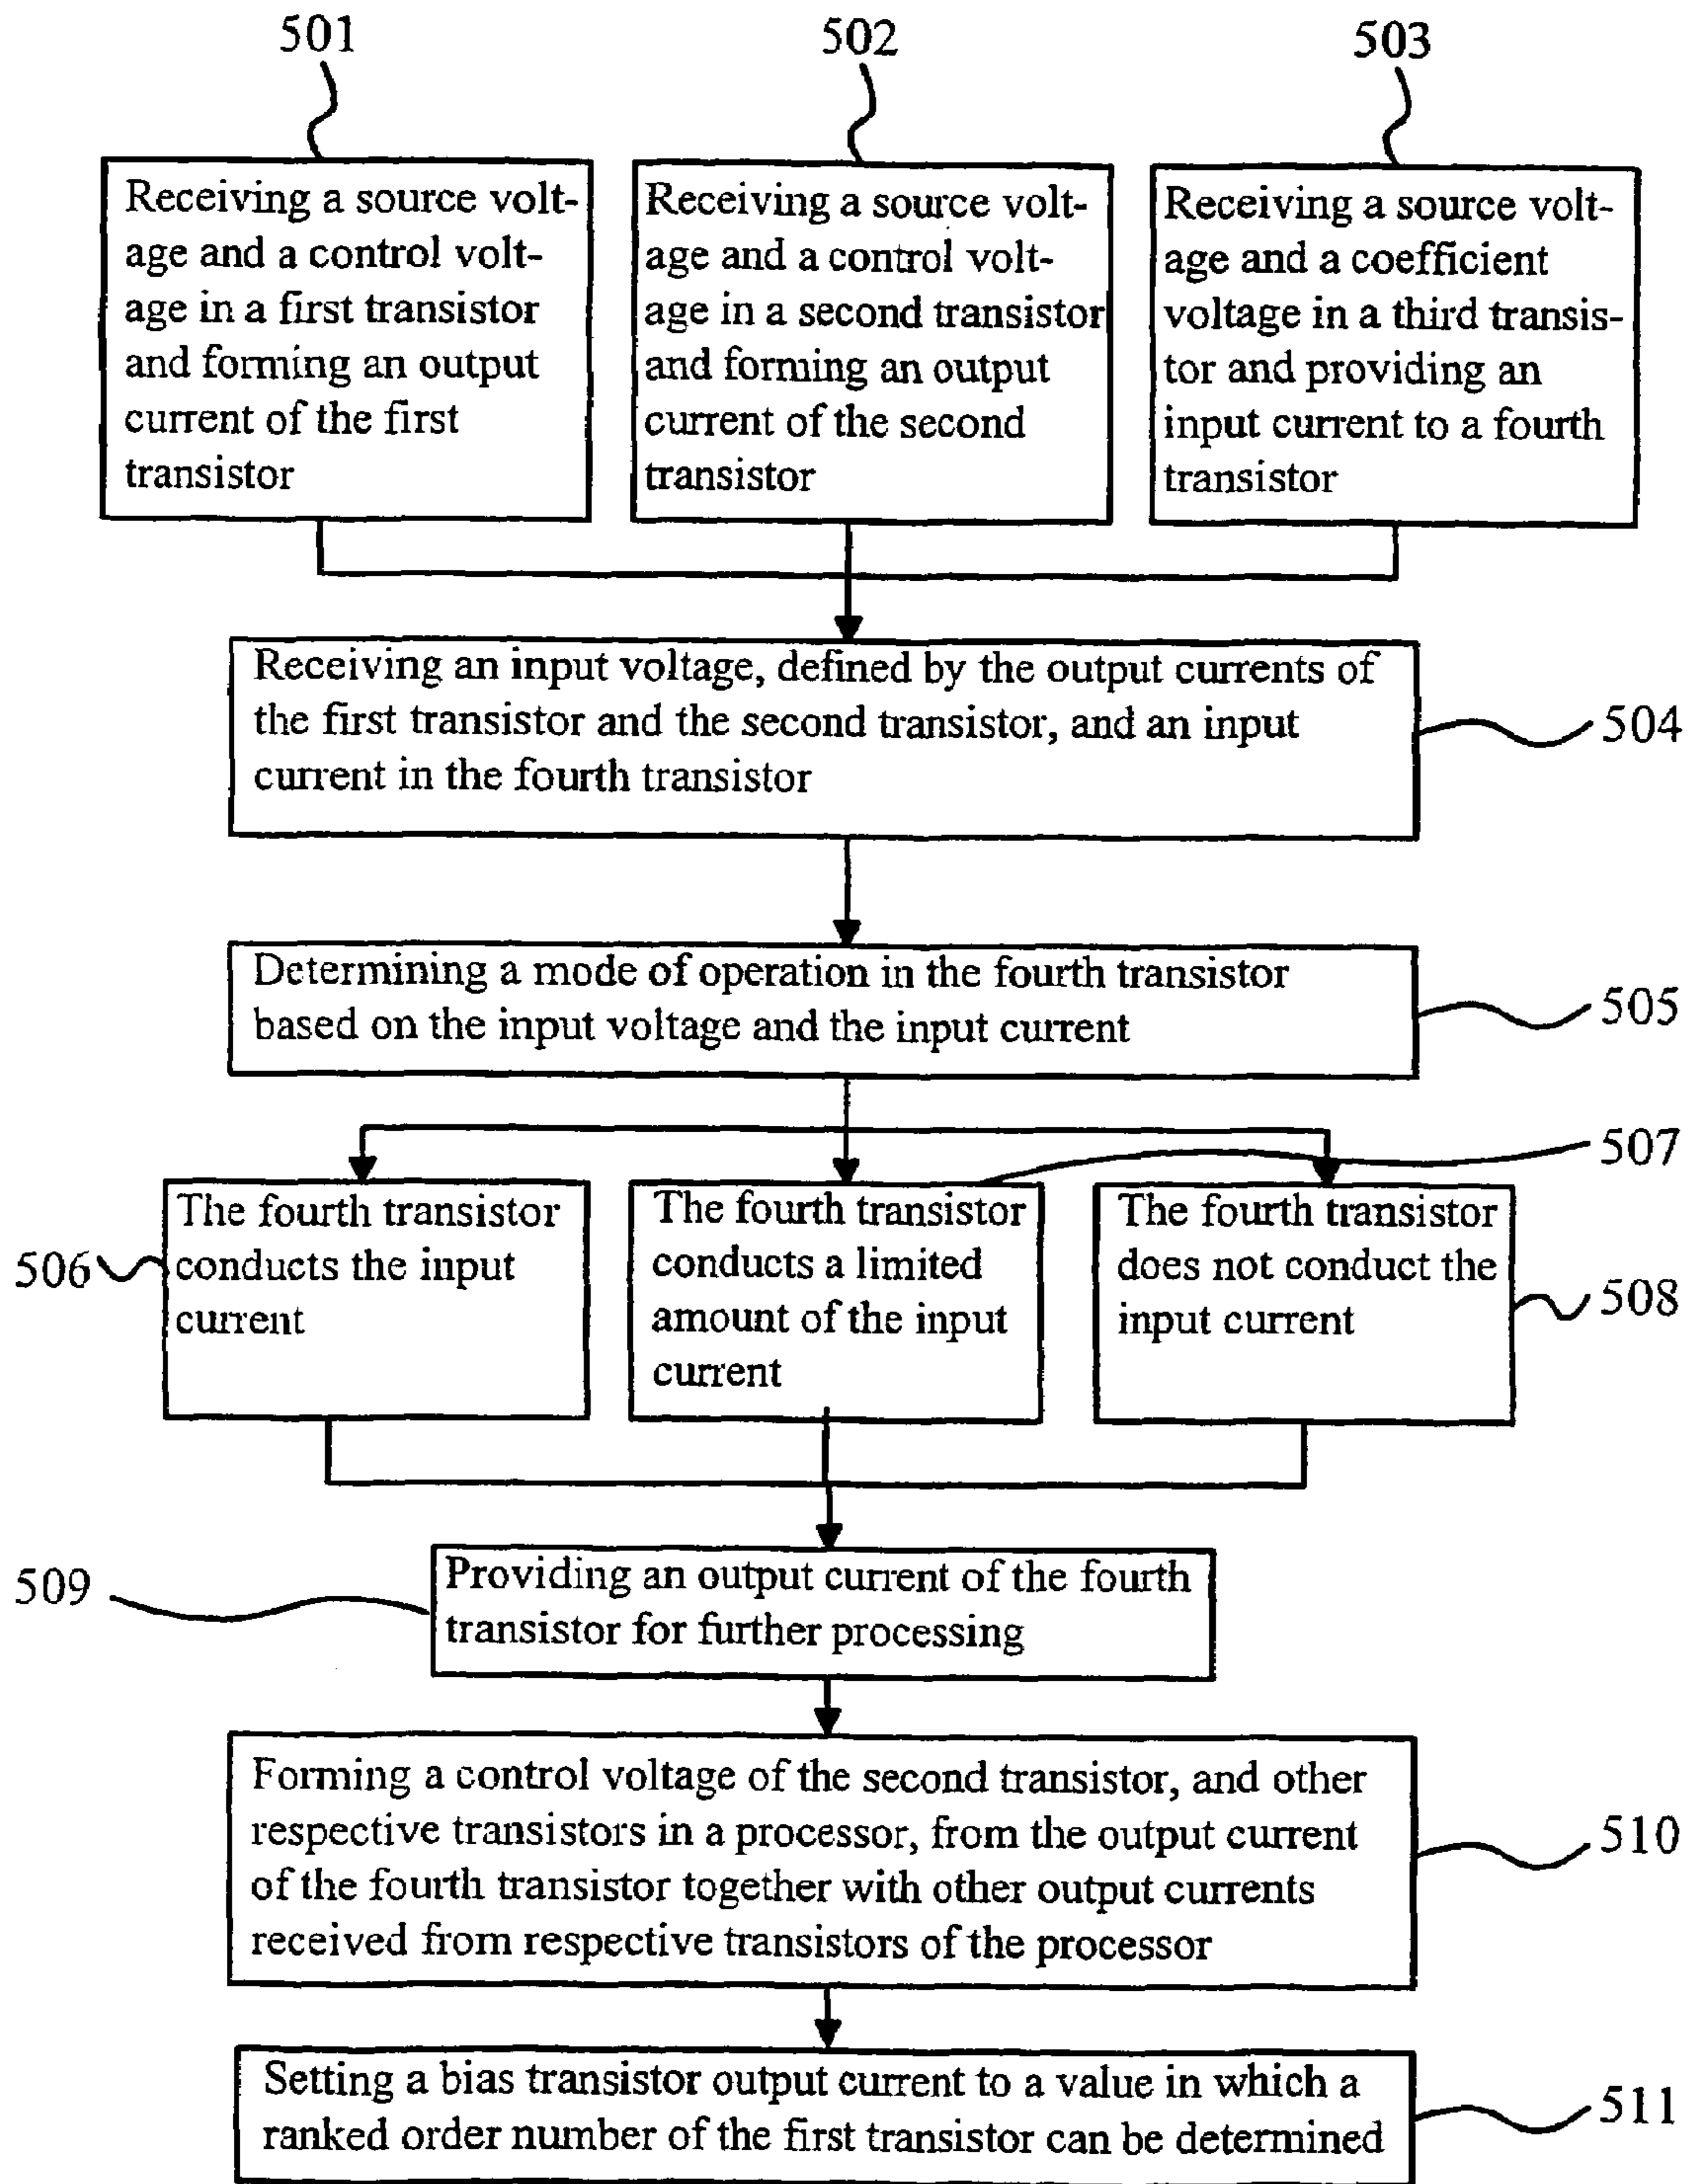 501
502
503
Receiving a source volt-
age and a control volt-
age in a first transistor
and forming an output
current of the first
transistor
Receiving a source volt-
age and a control volt-
age in a second transistor
and forming an output
current of the second
transistor
Receiving a source volt-
age and a coefficient
voltage in a third transis-
tor and providing an
input current to a fourth
transistor
Receiving an input voltage, defined by the output currents of
the first transistor and the second transistor, and an input
current in the fourth transistor
504
Determining a mode of operation in the fourth transistor
based on the input voltage and the input current
505
507
506
The fourth transistor
conducts the input
current
The fourth transistor
conducts a limited
amount of the input
current
The fourth transistor
does not conduct the
input current
508
509
Providing an output current of the fourth
transistor for further processing
Forming a control voltage of the second transistor, and other
respective transistors in a processor, from the output current
of the fourth transistor together with other output currents
received from respective transistors of the processor
510
Setting a bias transistor output current to a value in which a
ranked order number of the first transistor can be determined
511